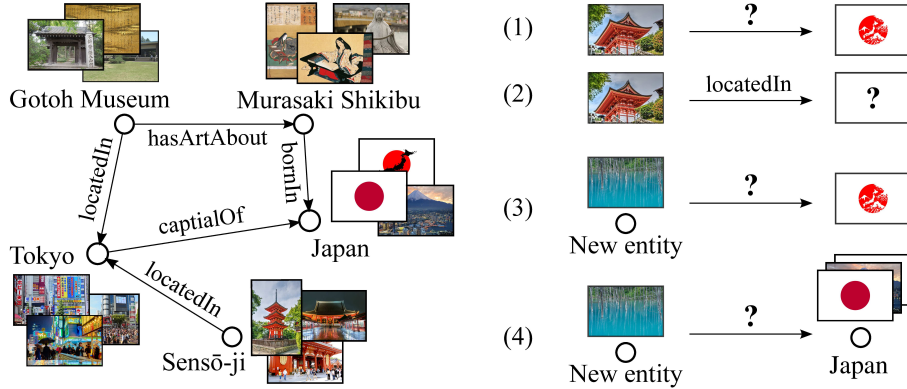 Gotoh Museum
Murasaki Shikibu
hasArtAbout
locatedIn
bornIn
captialOf
Tokyo
Japan
locatedIn
Sensō-ji
(1)
?
(2)
locatedIn
?
(3)
?
New entity
(4)
?
New entity
Japan